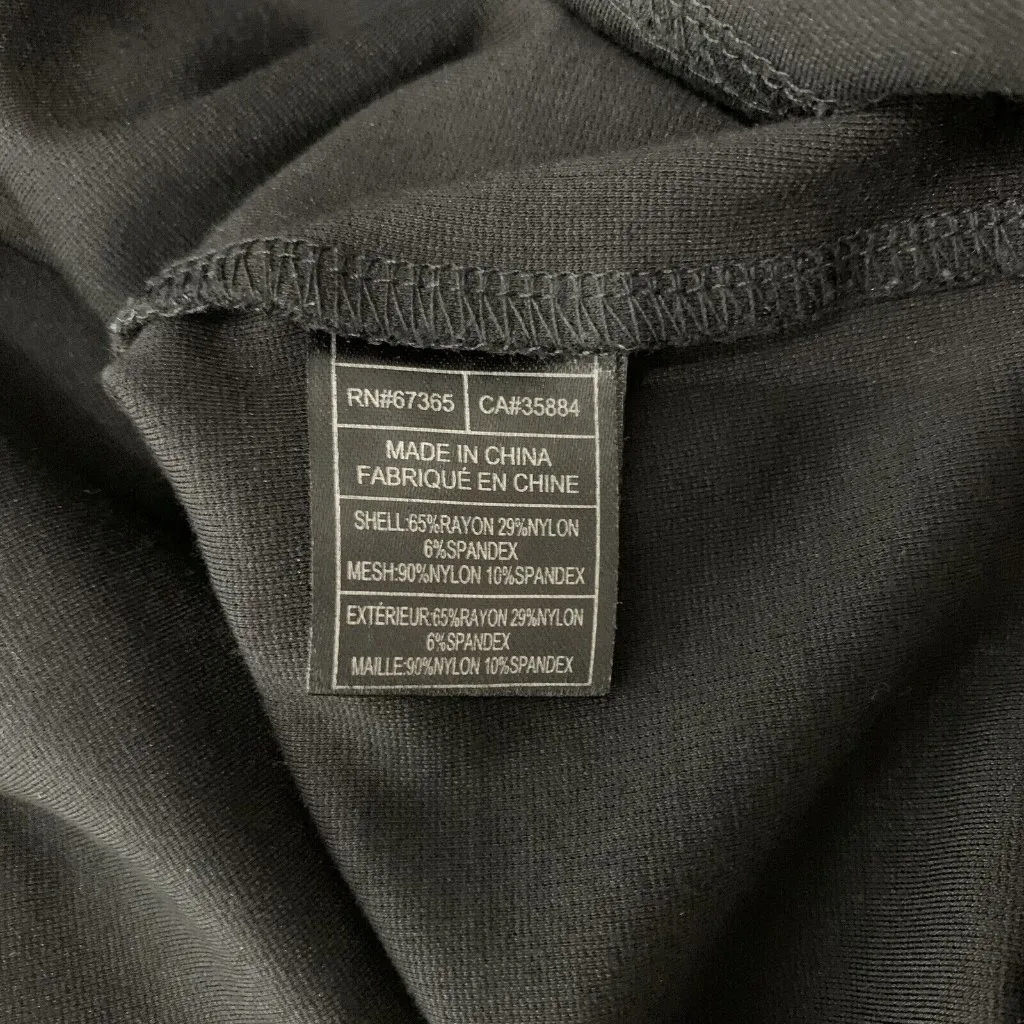 RN#67365 CA#35884
MADE IN CHINA
FABRIQUÉ EN CHINE
SHELL:65%RAYON 29%NYLON
6%SPANDEX
MESH:90%NYLON 10%SPANDEX
EXTÉRIEUR:65%RAYON 29%NYLON
6%SPANDEX
MAILLE:90%NYLON 10%SPANDEX